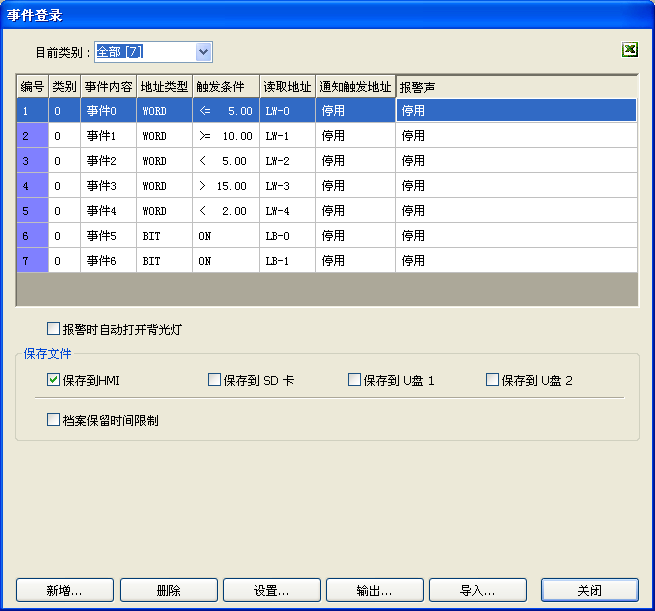 事件登录
目前类别： 全部 [7]
编号 类别 事件内容 地址类型 触发条件 读取地址 通知触发地址 报警声
1 0 事件0 WORD <= 5.00 LW-0 停用 停用
2 0 事件1 WORD >= 10.00 LW-1 停用 停用
3 0 事件2 WORD < 5.00 LW-2 停用 停用
4 0 事件3 WORD > 15.00 LW-3 停用 停用
5 0 事件4 WORD < 2.00 LW-4 停用 停用
6 0 事件5 BIT ON LB-0 停用 停用
7 0 事件6 BIT ON LB-1 停用 停用
报警时自动打开背光灯
保存文件
保存到HMI 保存到 SD 卡 保存到 U盘 1 保存到 U盘 2
档案保留时间限制
新增... 删除 设置... 输出... 导入... 关闭